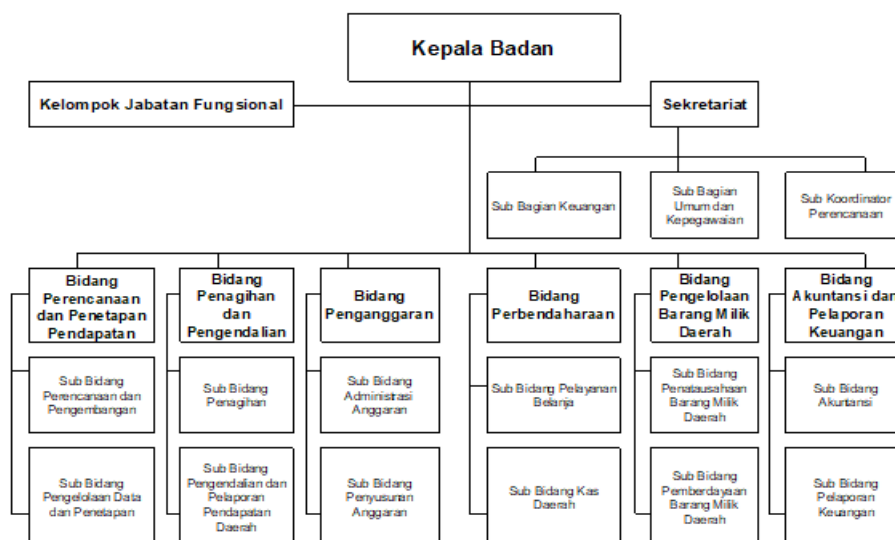 Kepala Badan
Kelompok Jabatan Fungsional
Sekretariat
Sub Bagian Keuangan
Sub Bagian
Umum dan
Kepegawaian
Sub Koordinator
Perencanaan
Bidang
Perencanaan
dan Penetapan
Pendapatan
Bidang
Penagihan
dan
Pengendalian
Bidang
Penganggaran
Bidang
Perbendaharaan
Bidang
Pengelolaan
Barang Milik
Daerah
Bidang
Akuntansi dan
Pelaporan
Keuangan
Sub Bidang
Perencanaan dan
Pengembangan
Sub Bidang
Penagihan
Sub Bidang
Administrasi
Anggaran
Sub Bidang Pelayanan
Belanja
Sub Bidang
Penatausahaan
Barang Milik
Daerah
Sub Bidang
Akuntansi
Sub Bidang
Pengelolaan Data
dan Penetapan
Sub Bidang
Pengendalian dan
Pelaporan
Pendapatan
Daerah
Sub Bidang
Penyusunan
Anggaran
Sub Bidang Kas
Daerah
Sub Bidang
Pemberdayaan
Barang Milik
Daerah
Sub Bidang
Pelaporan
Keuangan